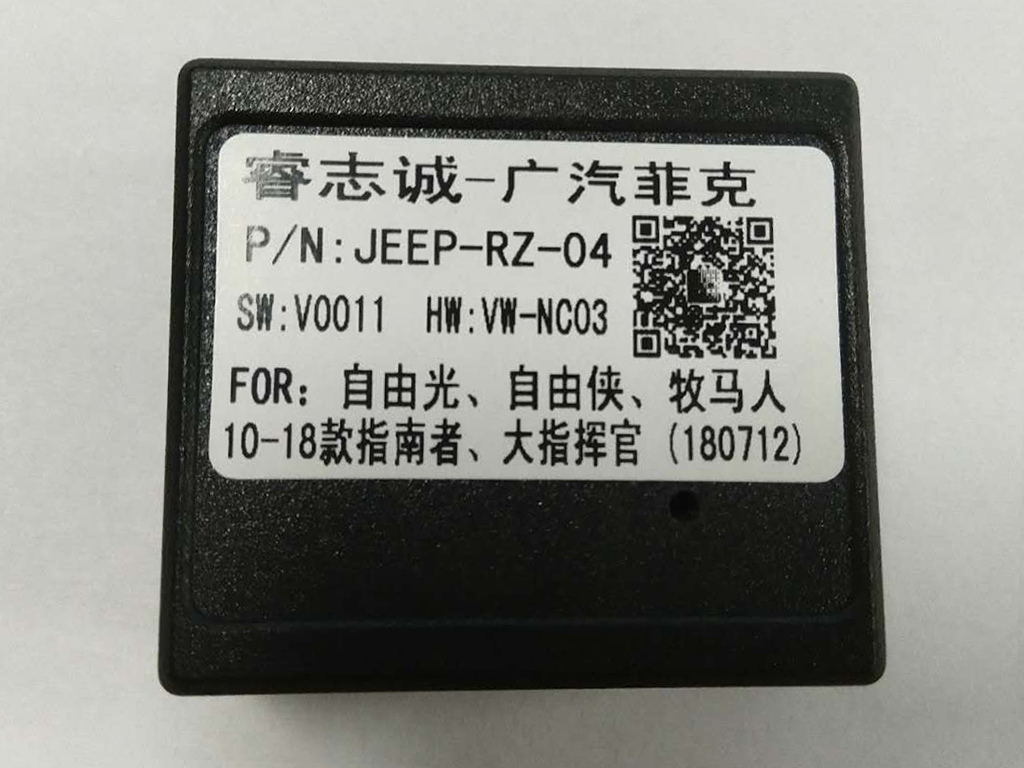 睿志诚-广汽菲克
P/N:JEEP-RZ-04
SW:V0011 HW:VW-NC03
FOR: 自由光、自由侠、牧马人
10-18款指南者、大指挥官 (180712)